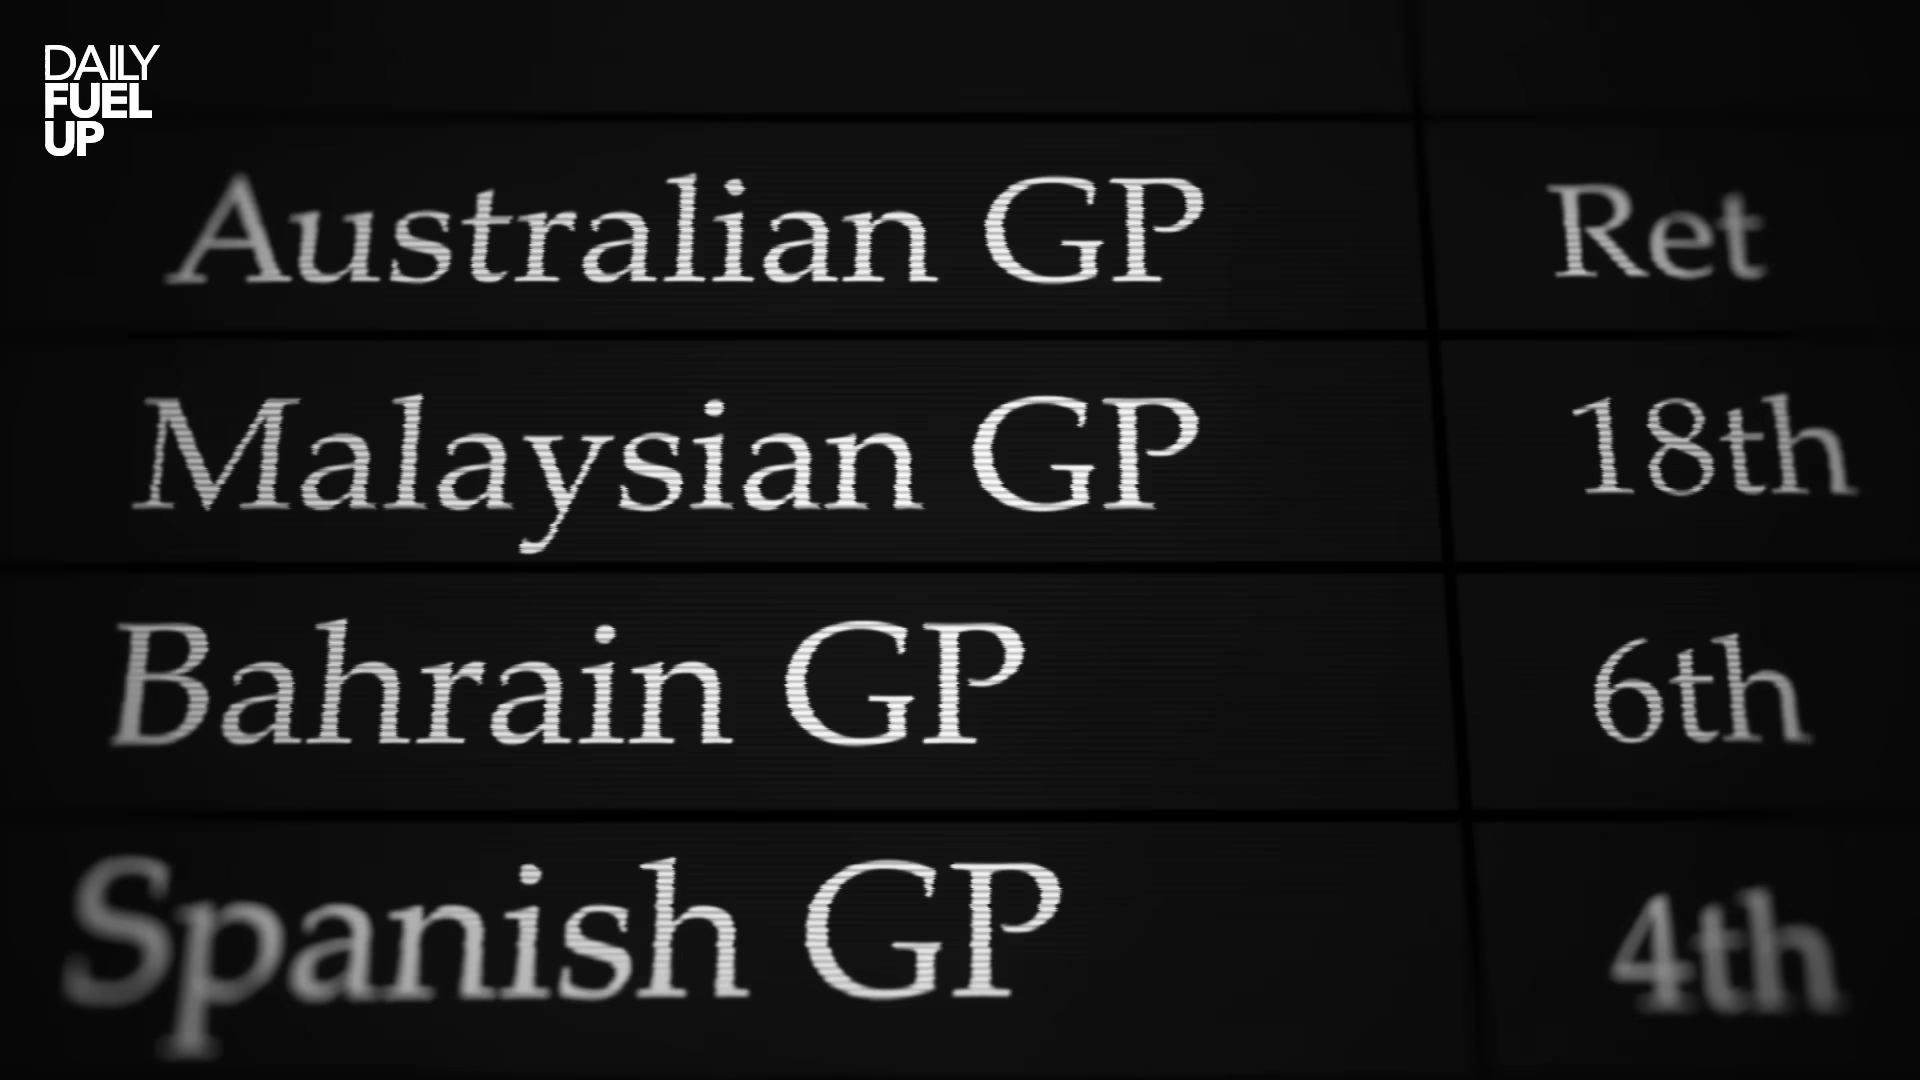 DAILY
FUEL
UP
Australian GP Ret
Malaysian GP 18th
Bahrain GP 6th
Spanish GP 4th